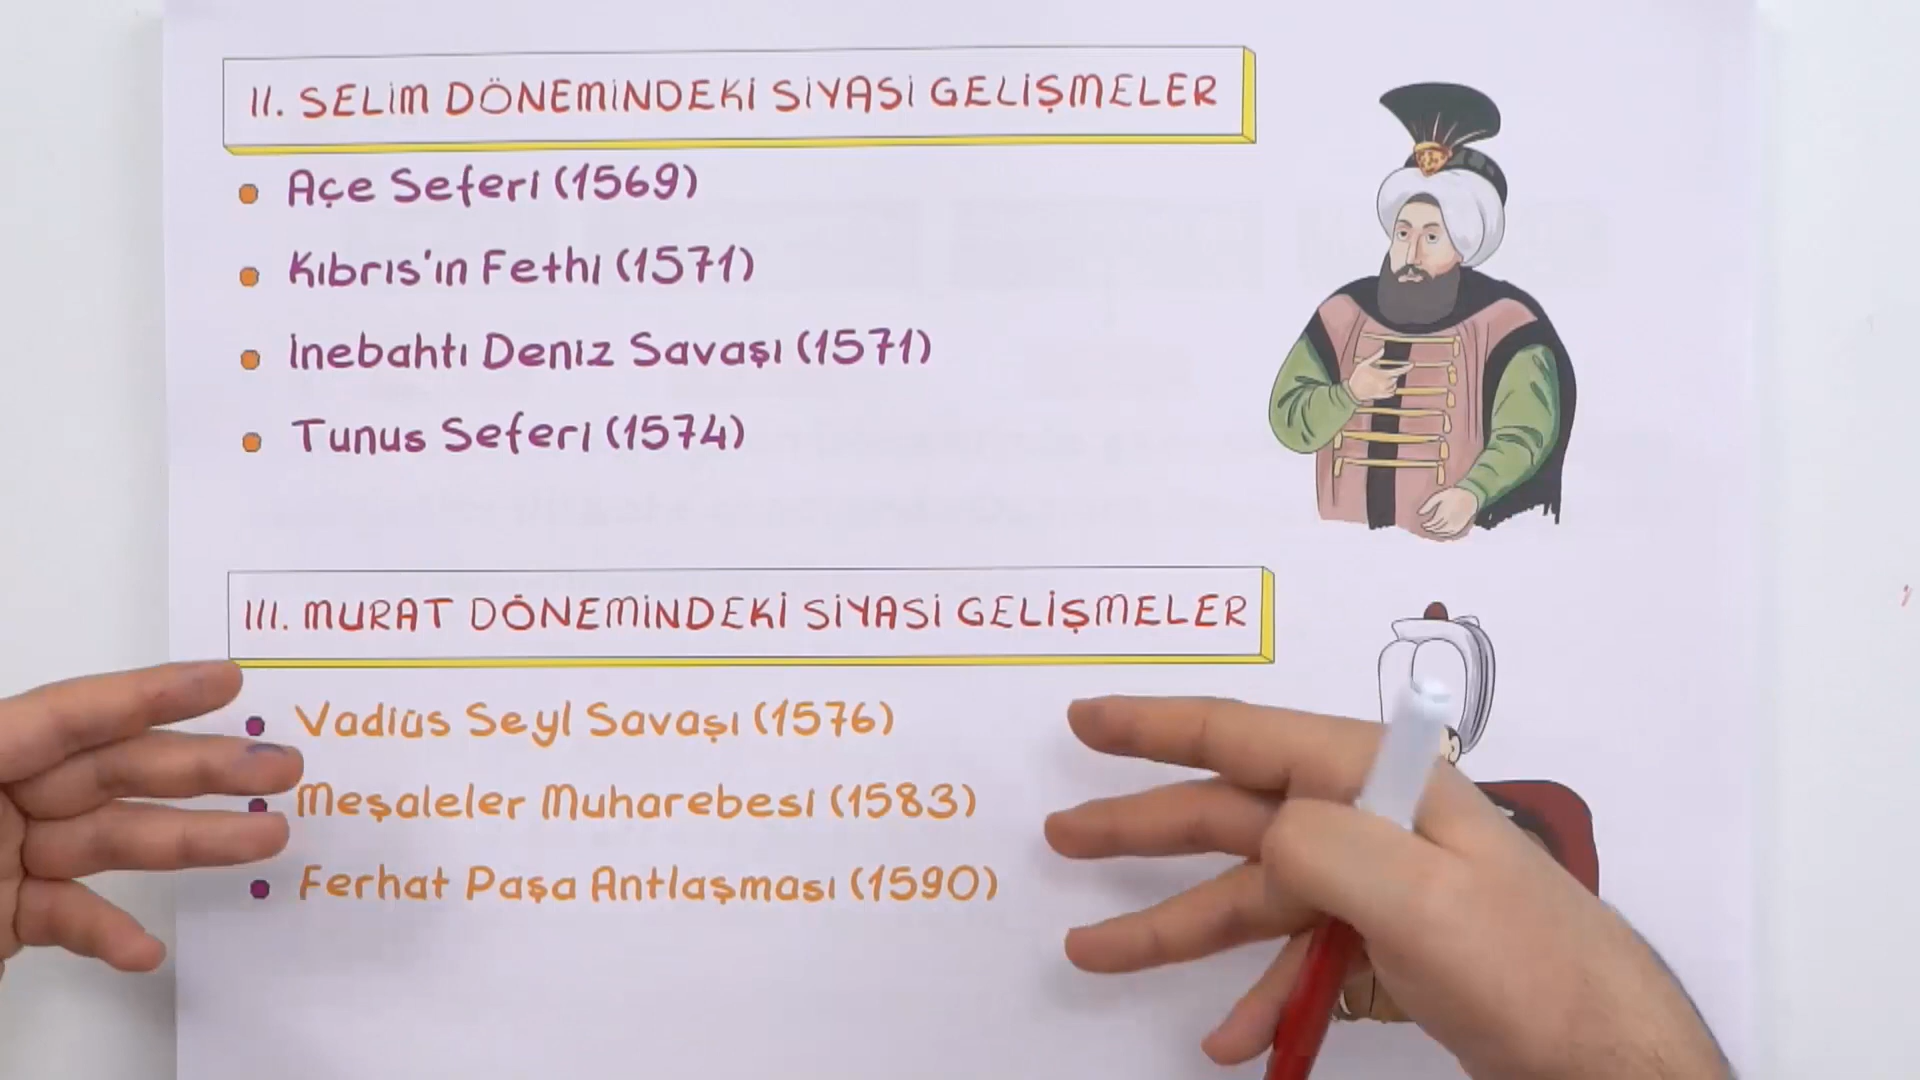 II. SELİM DÖNEMİNDEKİ SİYASİ GELİŞMELER
Açe Seferi (1569)
Kıbrıs'ın Fethi (1571)
İnebahtı Deniz Savaşı (1571)
Tunus Seferi (1574)
III. MURAT DÖNEMİNDEKİ SİYASİ GELİŞMELER
Vadiüs Seyl Savaşı (1576)
Meşaleler Muharebesi (1583)
Ferhat Paşa Antlaşması (1590)